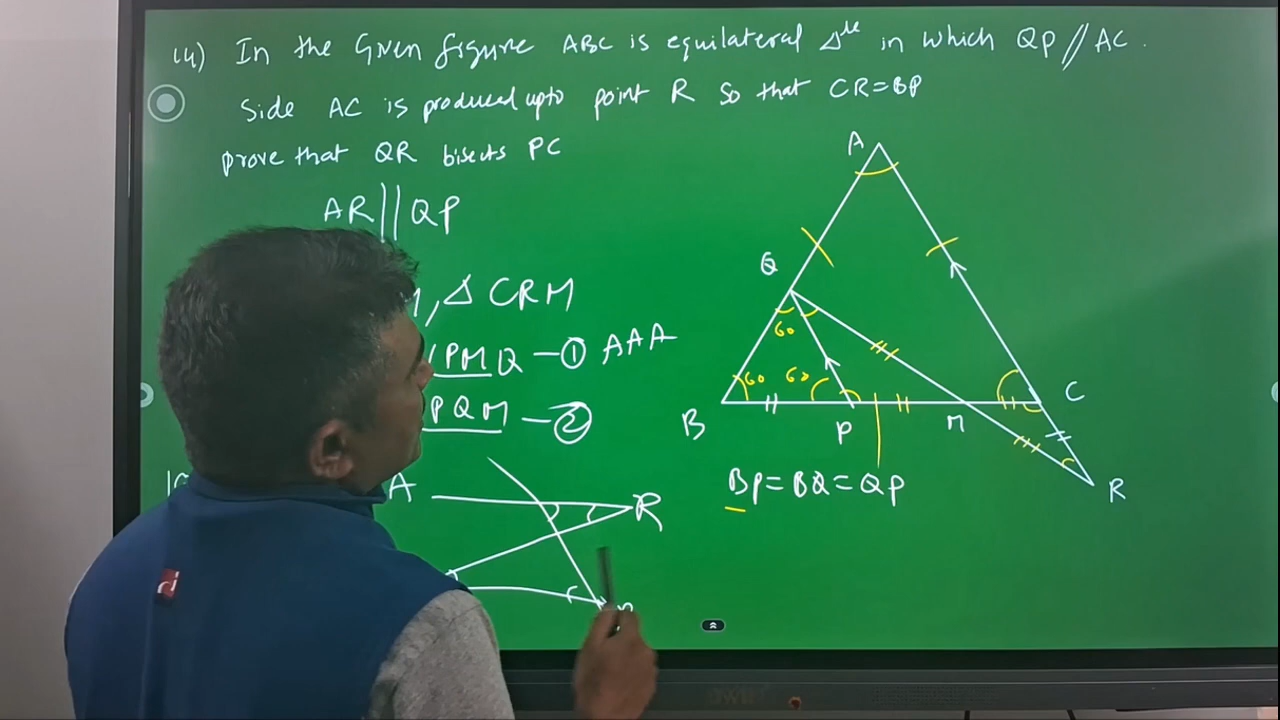 14) In the Given figure ABC is equilateral Δle in which QP // AC.
Side AC is produced upto point R so that CR=BP
prove that QR bisects PC
AR || QP
M, Δ CRM
PMQ — ① AAA
PQM — ②
A
R
A
Q
60
60
60
B
P
M
C
R
BP = BQ = QP